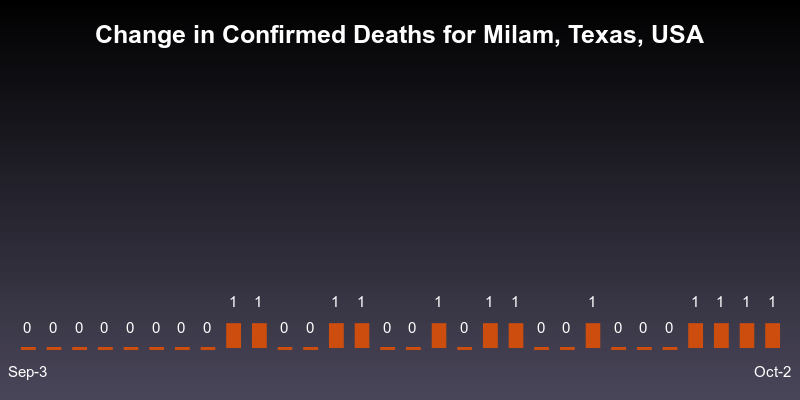 Change in Confirmed Deaths for Milam, Texas, USA
0 0 0 0 0 0 0 0 1 1 0 0 1 1 0 0 1 0 1 1 0 0 1 0 0 0 1 1 1 1
Sep-3 Oct-2